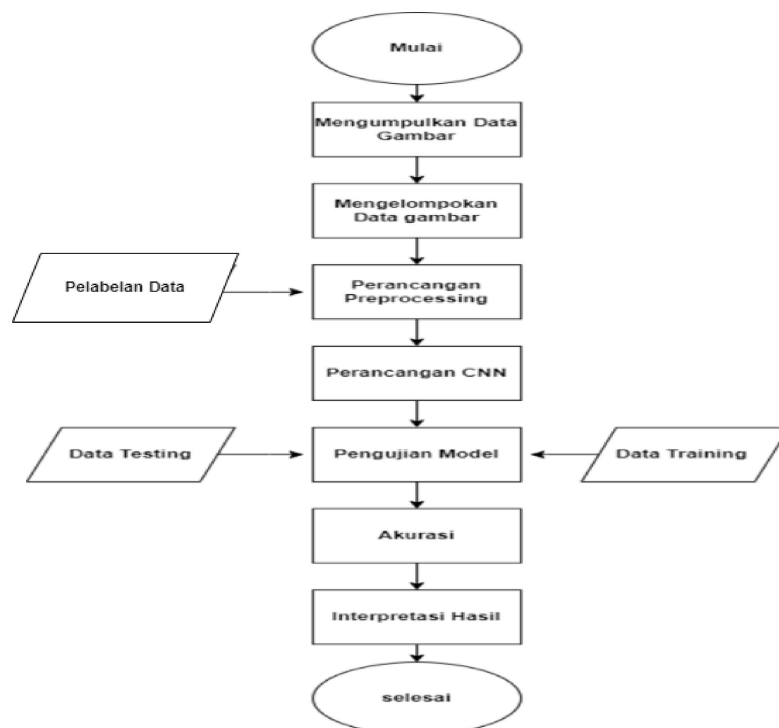 Mulai
Mengumpulkan Data
Gambar
Mengelompokan
Data gambar
Pelabelan Data
Perancangan
Preprocessing
Perancangan CNN
Data Testing
Pengujian Model
Data Training
Akurasi
Interpretasi Hasil
selesai